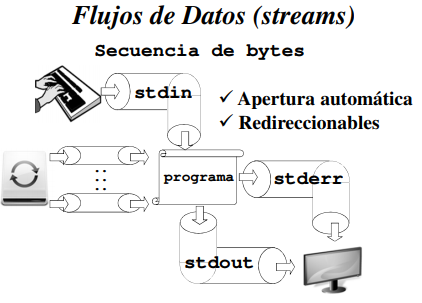 Flujos de Datos (streams)
Secuencia de bytes
stdin
✓ Apertura automática
✓ Redireccionables
programa
stderr
stdout